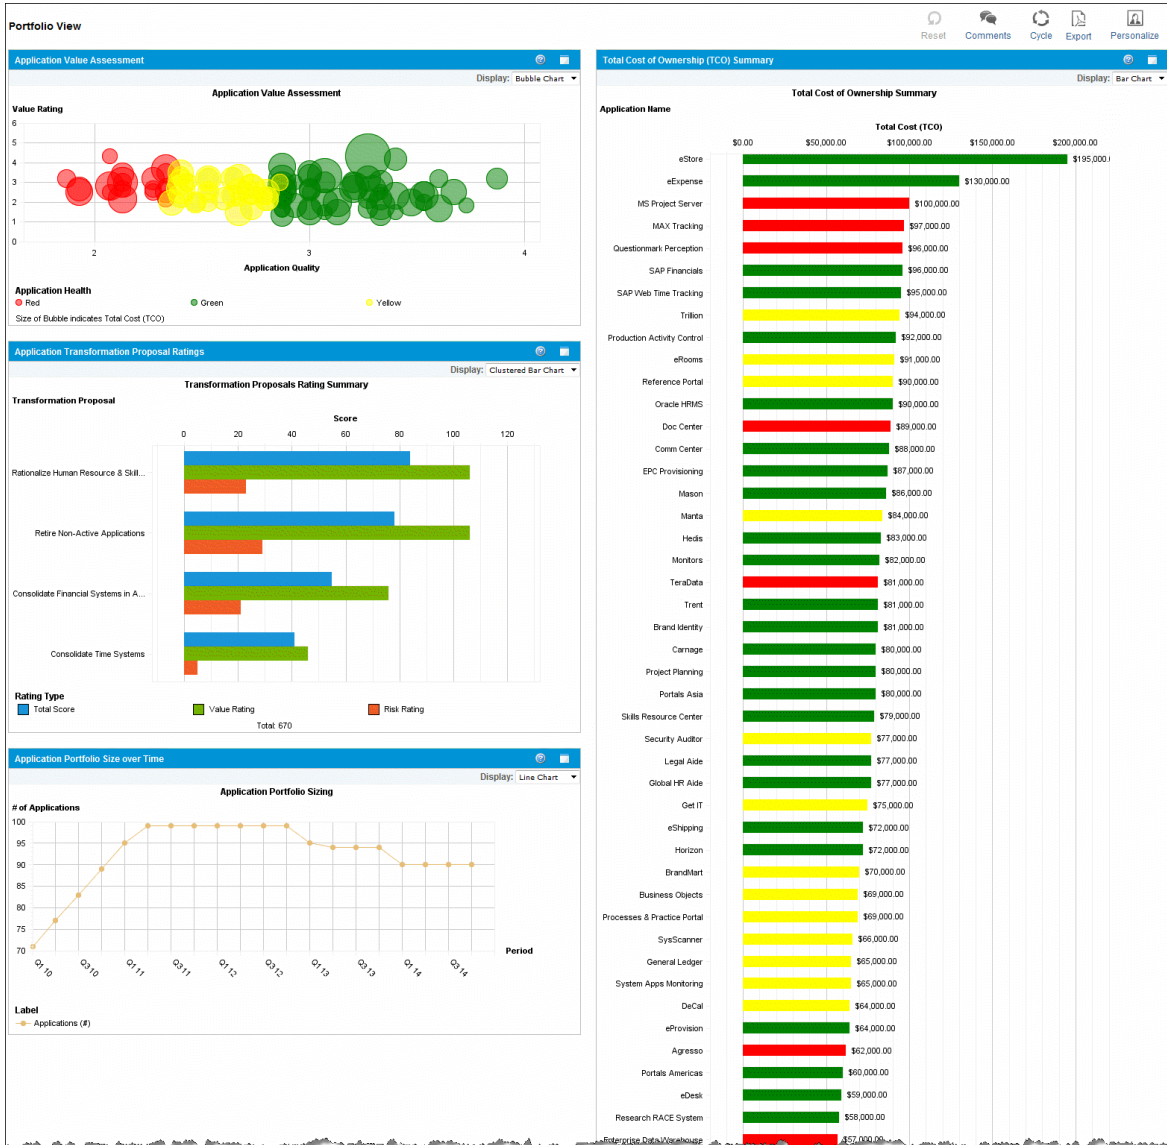 Portfolio View
Reset
Comments
Cycle
Export
Personalize
Application Value Assessment
Display: Bubble Chart
Application Value Assessment
Value Rating
6
5
4
3
2
1
0
2
3
4
Application Quality
Application Health
Red
Green
Yellow
Size of Bubble indicates Total Cost (TCO)
Application Transformation Proposal Ratings
Display: Clustered Bar Chart
Transformation Proposals Rating Summary
Transformation Proposal
Score
0 20 40 60 80 100 120
Rationalize Human Resource & Skill...
Retire Non-Active Applications
Consolidate Financial Systems in A...
Consolidate Time Systems
Rating Type
Total Score
Value Rating
Risk Rating
Total: 670
Application Portfolio Size over Time
Display: Line Chart
Application Portfolio Sizing
# of Applications
100
95
90
85
80
75
70
Q1 10 Q3 10 Q1 11 Q3 11 Q1 12 Q3 12 Q1 13 Q3 13 Q1 14 Q3 14
Period
Label
Applications (#)
Total Cost of Ownership (TCO) Summary
Display: Bar Chart
Total Cost of Ownership Summary
Application Name
Total Cost (TCO)
$0.00 $50,000.00 $100,000.00 $150,000.00 $200,000.00
eStore $195,000.
eExpense $130,000.00
MS Project Server $100,000.00
MAX Tracking $97,000.00
Questionmark Perception $96,000.00
SAP Financials $96,000.00
SAP Web Time Tracking $95,000.00
Trillion $94,000.00
Production Activity Control $92,000.00
eRooms $91,000.00
Reference Portal $90,000.00
Oracle HRMS $90,000.00
Doc Center $89,000.00
Comm Center $88,000.00
EPC Provisioning $87,000.00
Mason $86,000.00
Manta $84,000.00
Hedis $83,000.00
Monitors $82,000.00
TeraData $81,000.00
Trent $81,000.00
Brand Identity $81,000.00
Carnage $80,000.00
Project Planning $80,000.00
Portals Asia $80,000.00
Skills Resource Center $79,000.00
Security Auditor $77,000.00
Legal Aide $77,000.00
Global HR Aide $77,000.00
Get IT $75,000.00
eShipping $72,000.00
Horizon $72,000.00
BrandMart $70,000.00
Business Objects $69,000.00
Processes & Practice Portal $69,000.00
SysScanner $66,000.00
General Ledger $65,000.00
System Apps Monitoring $65,000.00
DeCal $64,000.00
eProvision $64,000.00
Agresso $62,000.00
Portals Americas $60,000.00
eDesk $59,000.00
Research RACE System $58,000.00
Enterprise Data Warehouse $57,000.00